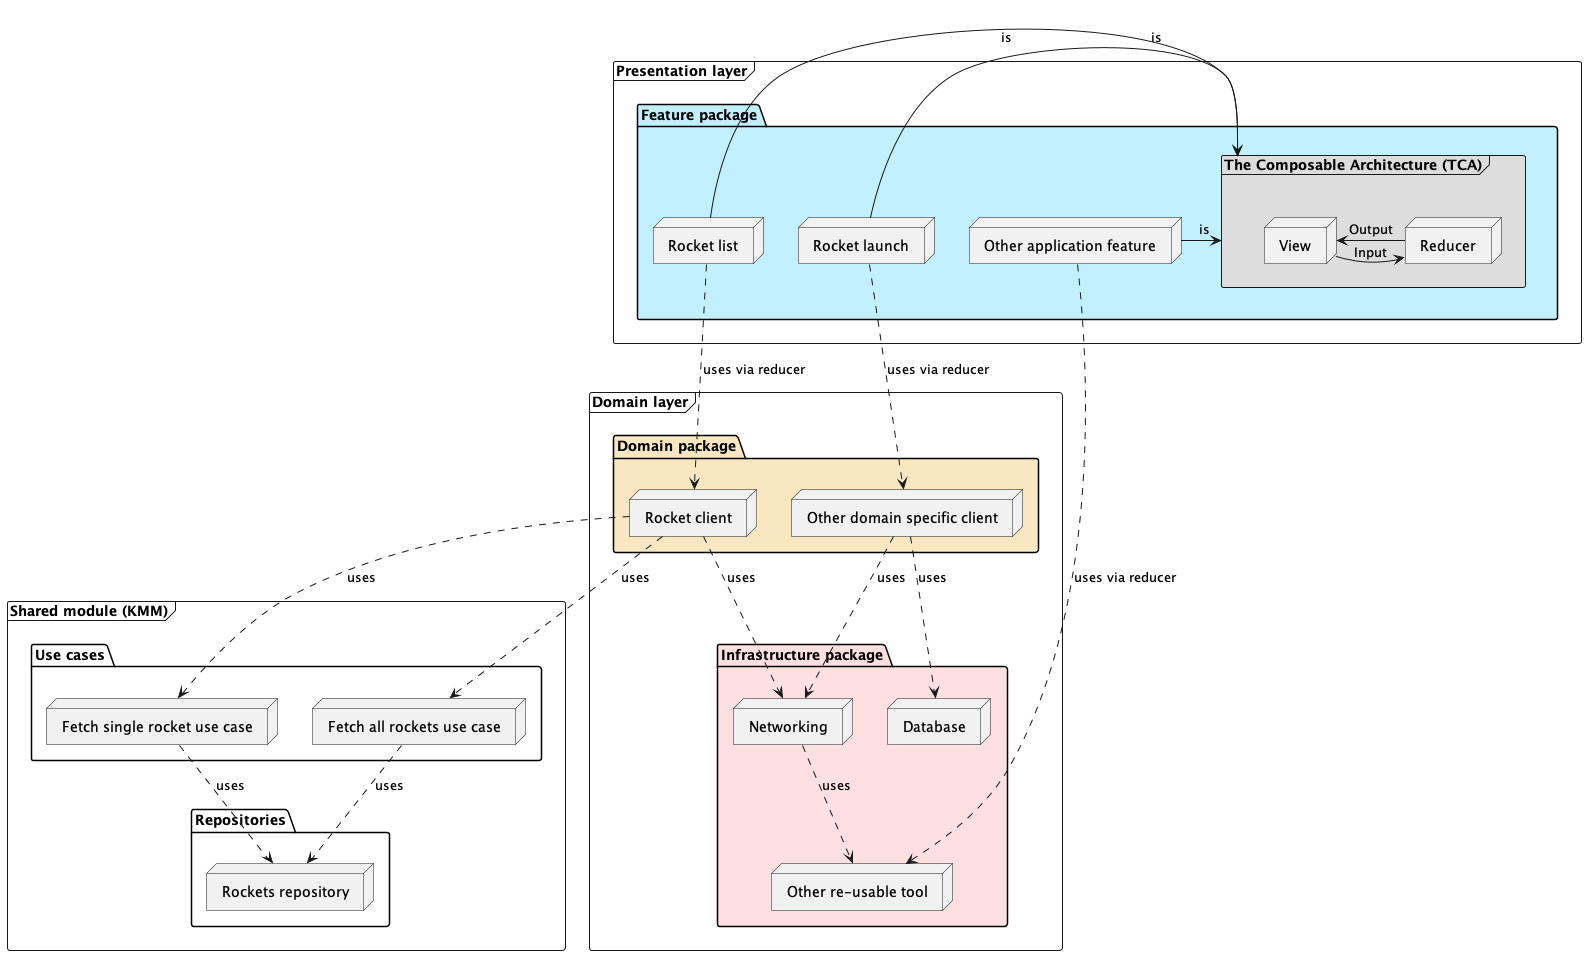 is
is
Presentation layer
Feature package
The Composable Architecture (TCA)
Rocket list
Rocket launch
Other application feature
is
View
Output
Input
Reducer
uses via reducer
uses via reducer
Domain layer
Domain package
Rocket client
Other domain specific client
uses
uses
uses
uses
uses
uses via reducer
Shared module (KMM)
Use cases
Fetch single rocket use case
Fetch all rockets use case
Infrastructure package
Networking
Database
uses
uses
uses
Repositories
Rockets repository
Other re-usable tool